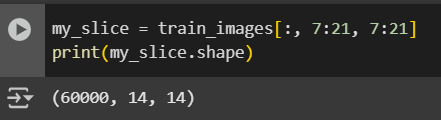 my_slice = train_images[:, 7:21, 7:21]
print(my_slice.shape)
(60000, 14, 14)